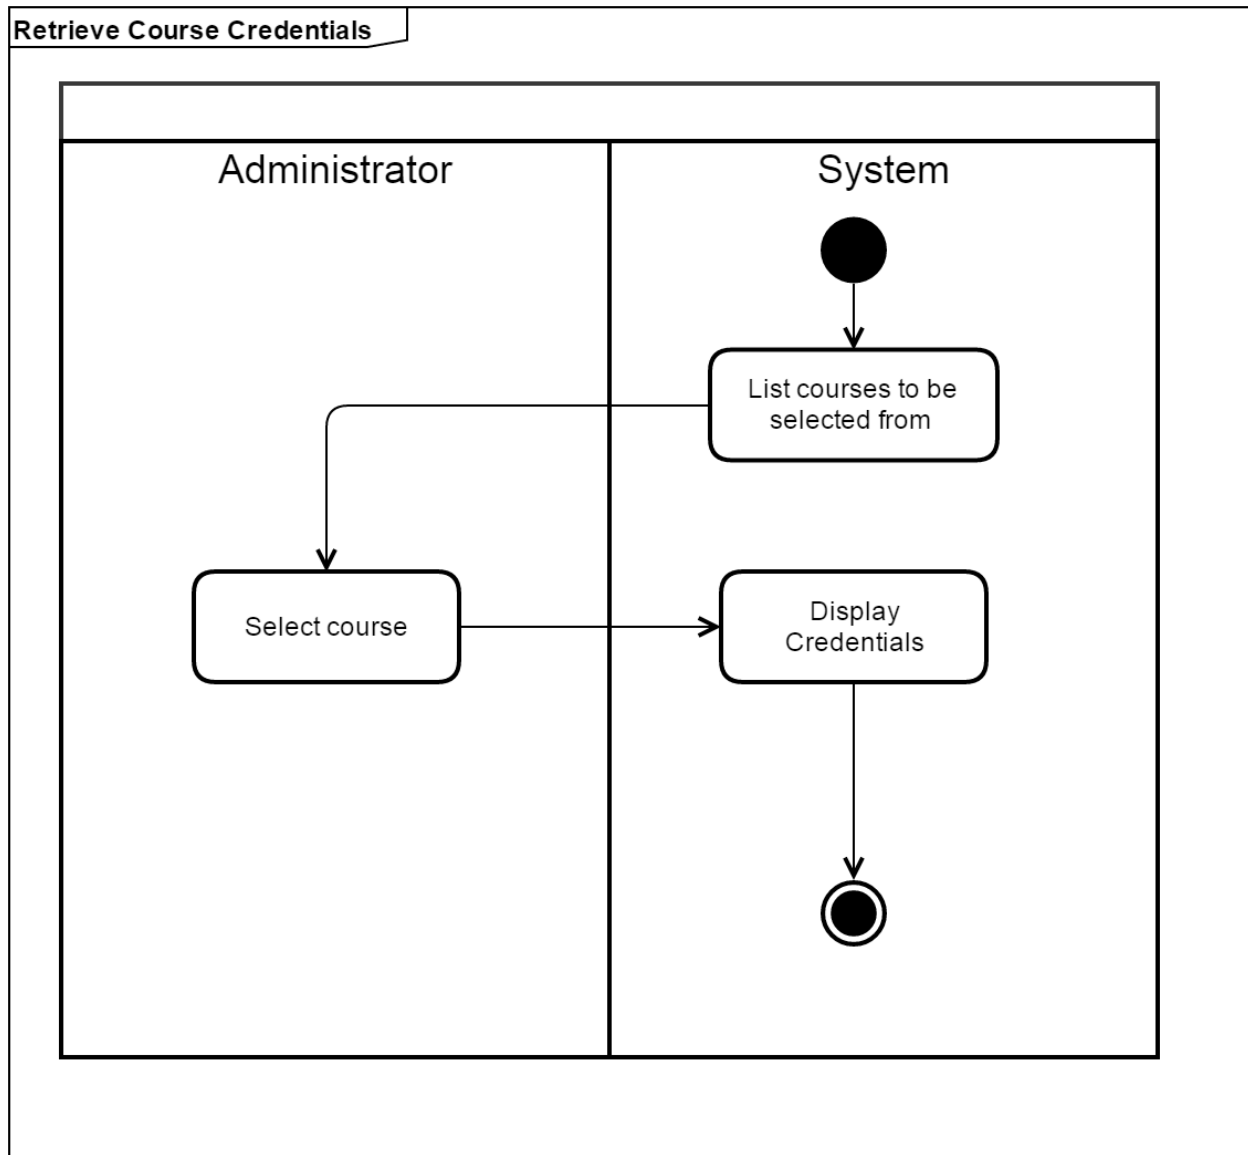 Retrieve Course Credentials
Administrator
System
List courses to be
selected from
Select course
Display
Credentials